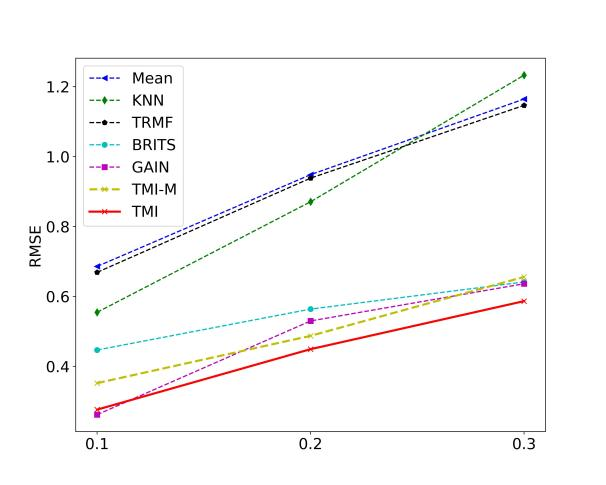 1.2
1.0
0.8
0.6
0.4
RMSE
Mean
KNN
TRMF
BRITS
GAIN
TMI-M
TMI
0.1 0.2 0.3